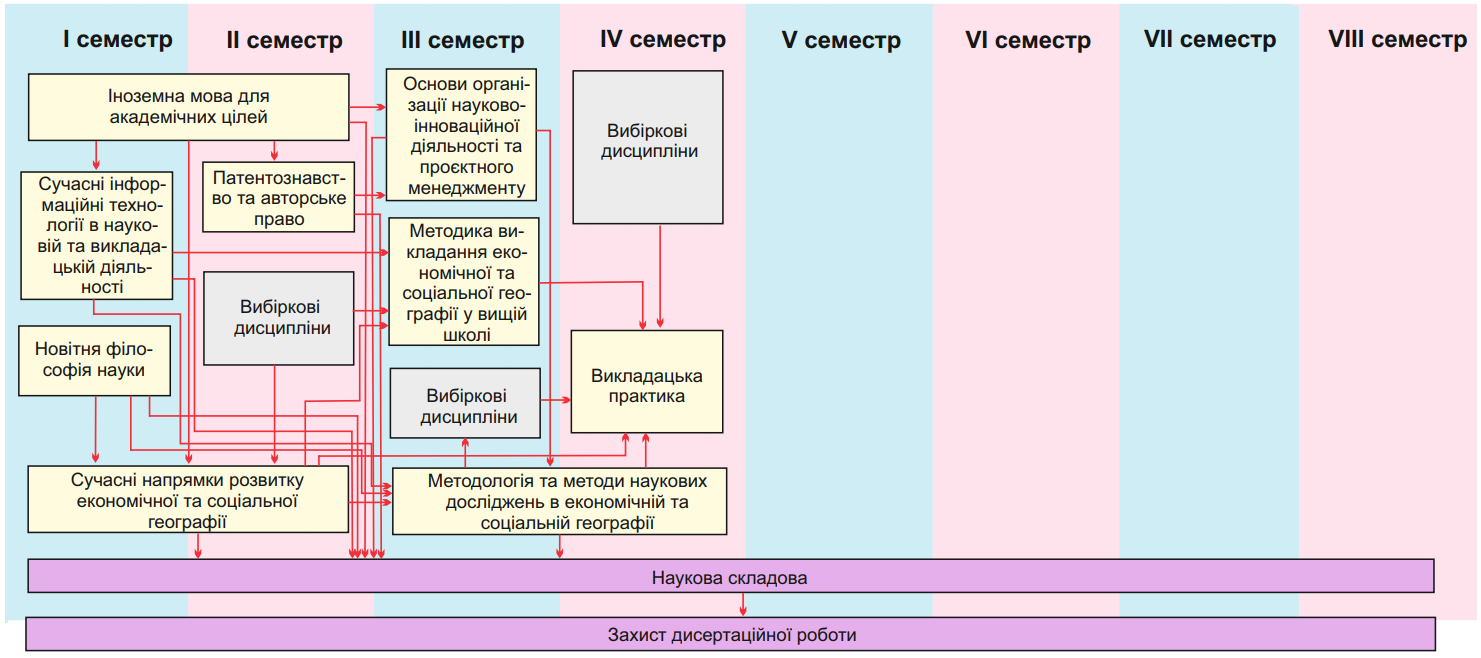 I семестр
II семестр
III семестр
IV семестр
V семестр
VI семестр
VII семестр
VIII семестр
Іноземна мова для
академічних цілей
Сучасні інфор-
маційні техно-
логії в науко-
вій та виклада-
цькій діяль-
ності
Новітня філо-
софія науки
Сучасні напрямки розвитку
економічної та соціальної
географії
Патентознавст-
во та авторське
право
Вибіркові
дисципліни
Основи органі-
зації науково-
інноваційної
діяльності та
проєктного
менеджменту
Методика ви-
кладання еко-
номічної та
соціальної гео-
графії у вищій
школі
Вибіркові
дисципліни
Методологія та методи наукових
досліджень в економічній та
соціальній географії
Вибіркові
дисципліни
Викладацька
практика
Наукова складова
Захист дисертаційної роботи